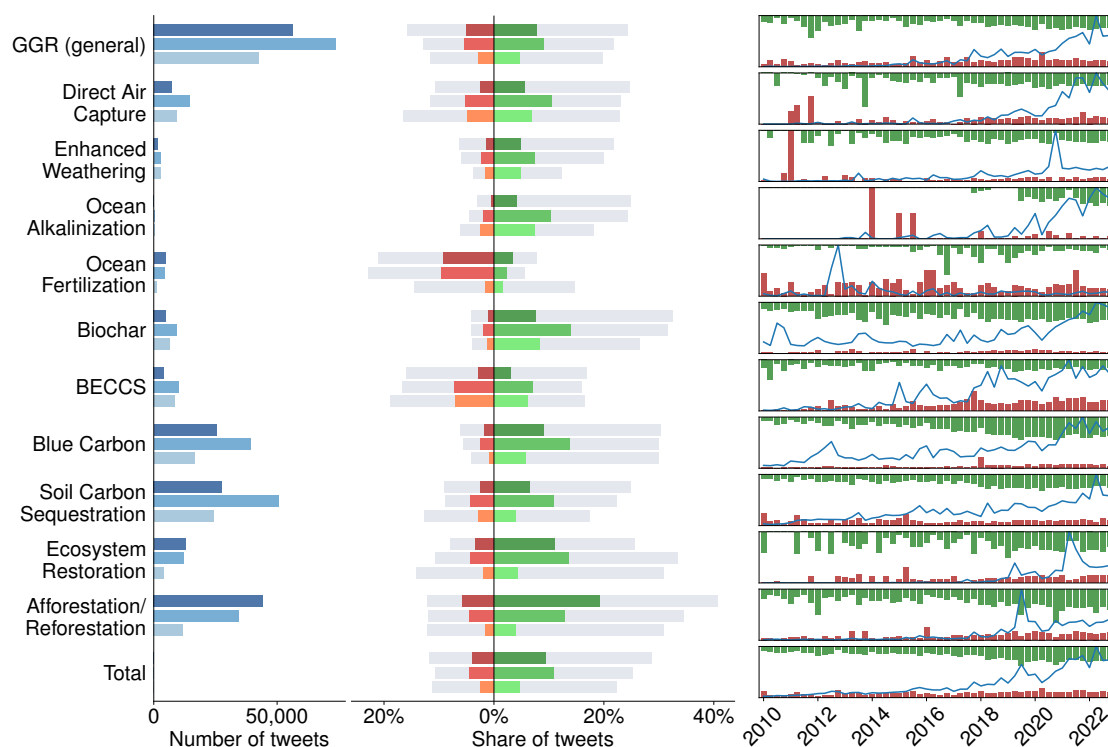 GGR (general)
Direct Air
Capture
Enhanced
Weathering
Ocean
Alkalinization
Ocean
Fertilization
Biochar
BECCS
Blue Carbon
Soil Carbon
Sequestration
Ecosystem
Restoration
Afforestation/
Reforestation
Total
0 50,000
Number of tweets
20% 0% 20% 40%
Share of tweets
2010 2012 2014 2016 2018 2020 2022